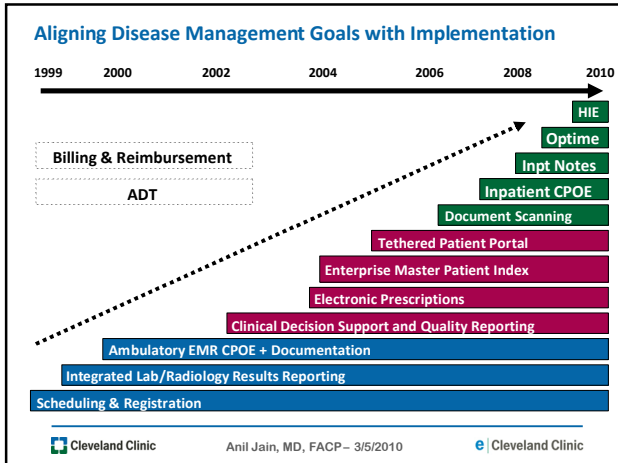 Aligning Disease Management Goals with Implementation
1999 2000 2002 2004 2006 2008 2010
HIE
Optime
Billing & Reimbursement
Inpt Notes
ADT
Inpatient CPOE
Document Scanning
Tethered Patient Portal
Enterprise Master Patient Index
Electronic Prescriptions
Clinical Decision Support and Quality Reporting
Ambulatory EMR CPOE + Documentation
Integrated Lab/Radiology Results Reporting
Scheduling & Registration
Cleveland Clinic Anil Jain, MD, FACP – 3/5/2010 e | Cleveland Clinic